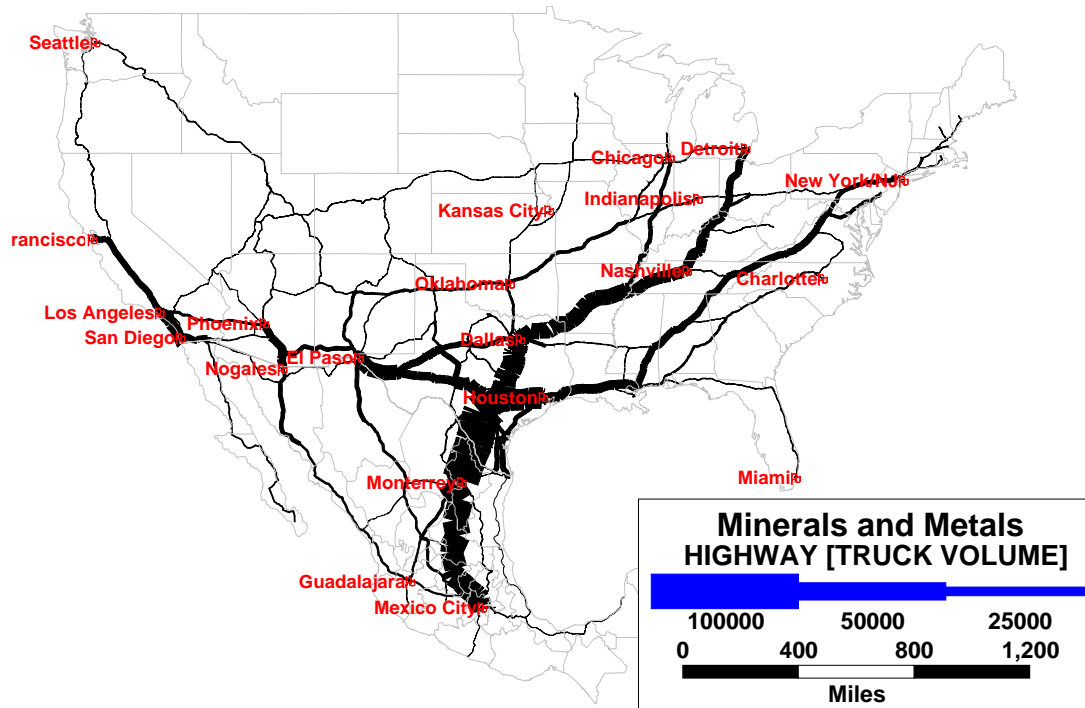 Seattle
Chicago
Detroit
New York/NJ
Indianapolis
Kansas City
rancisco
Nashville
Charlotte
Oklahoma
Los Angeles
Phoenix
San Diego
Dallas
El Paso
Nogales
Houston
Monterrey
Miami
Guadalajara
Mexico City
Minerals and Metals
HIGHWAY [TRUCK VOLUME]
100000 50000 25000
0 400 800 1,200
Miles